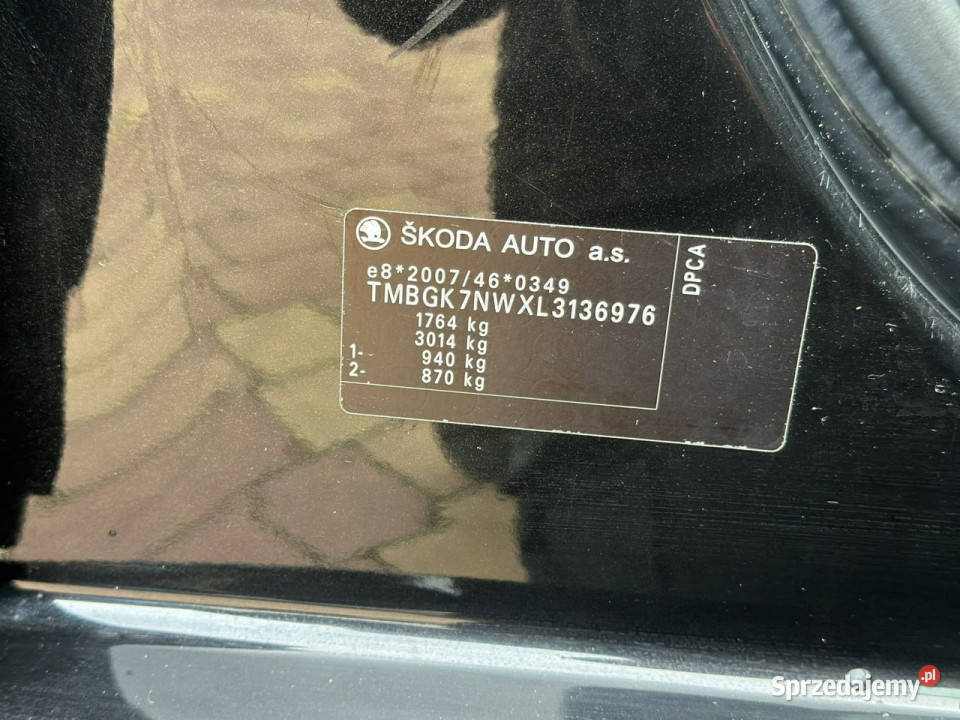 ŠKODA AUTO a.s.
e8*2007/46*0349
TMBGK7NWXL3136976
1764 kg
3014 kg
1- 940 kg
2- 870 kg
DPCA
Sprzedajemy.pl